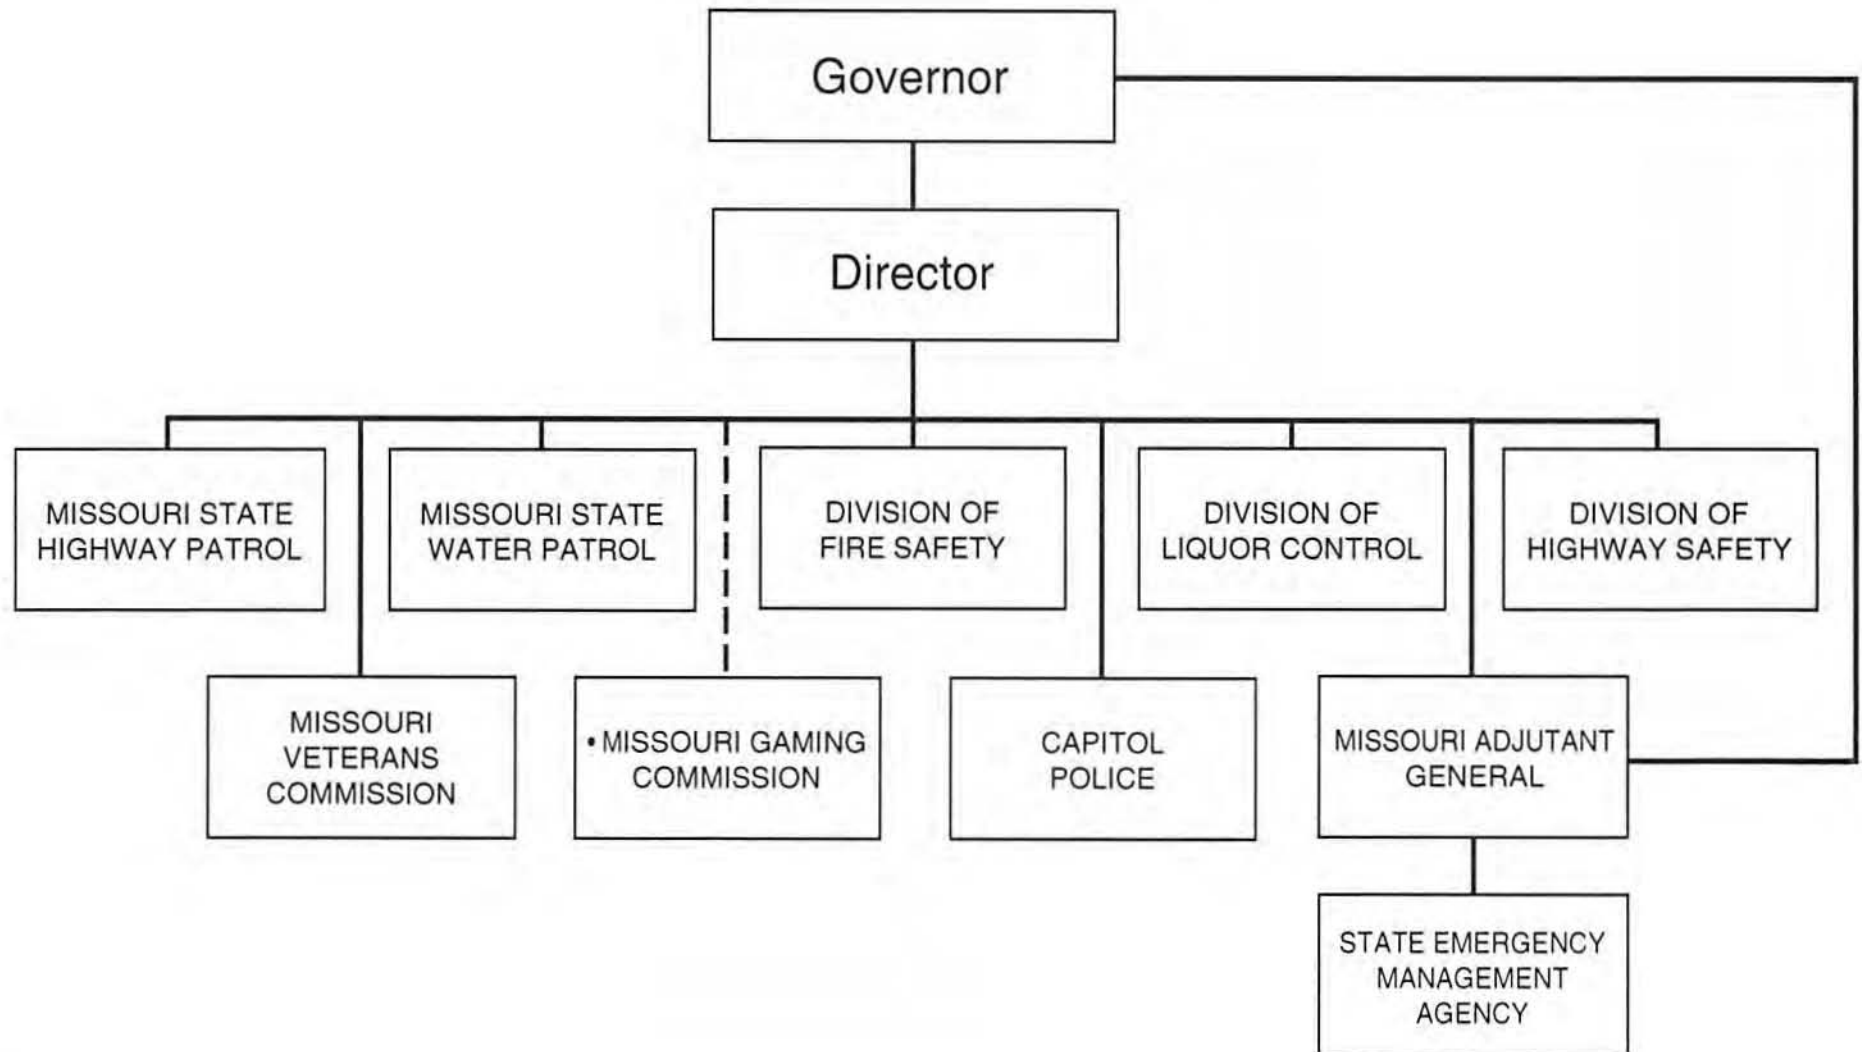 Governor
Director
MISSOURI STATE
HIGHWAY PATROL
MISSOURI STATE
WATER PATROL
DIVISION OF
FIRE SAFETY
DIVISION OF
LIQUOR CONTROL
DIVISION OF
HIGHWAY SAFETY
MISSOURI
VETERANS
COMMISSION
•MISSOURI GAMING
COMMISSION
CAPITOL
POLICE
MISSOURI ADJUTANT
GENERAL
STATE EMERGENCY
MANAGEMENT
AGENCY